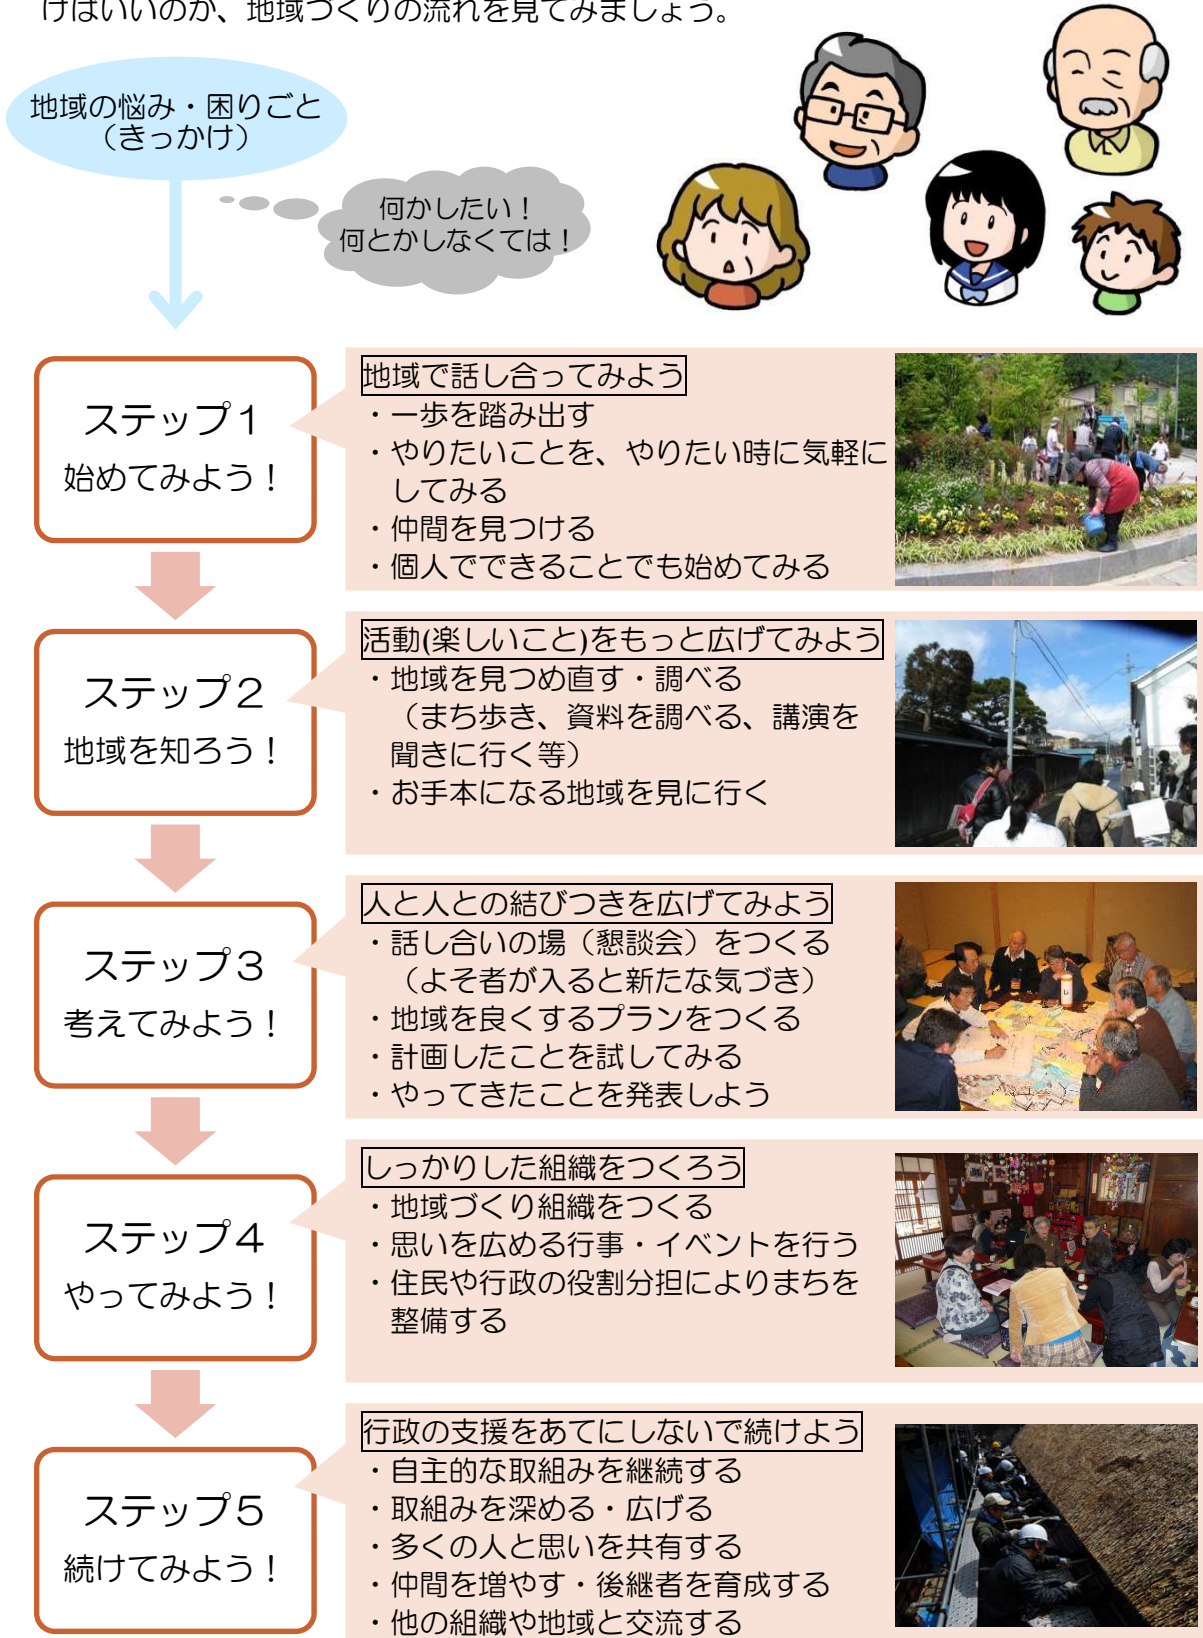 けばいいのか、地域づくりの流れを見てみましょう。
地域の悩み・困りごと
（きっかけ）
何かしたい！
何とかしなくては！
ステップ１
始めてみよう！
地域で話し合ってみよう
・一歩を踏み出す
・やりたいことを、やりたい時に気軽に
してみる
・仲間を見つける
・個人でできることでも始めてみる
ステップ２
地域を知ろう！
活動(楽しいこと)をもっと広げてみよう
・地域を見つめ直す・調べる
（まち歩き、資料を調べる、講演を
聞きに行く等）
・お手本になる地域を見に行く
ステップ３
考えてみよう！
人と人との結びつきを広げてみよう
・話し合いの場（懇談会）をつくる
（よそ者が入ると新たな気づき）
・地域を良くするプランをつくる
・計画したことを試してみる
・やってきたことを発表しよう
ステップ４
やってみよう！
しっかりした組織をつくろう
・地域づくり組織をつくる
・思いを広める行事・イベントを行う
・住民や行政の役割分担によりまちを
整備する
ステップ５
続けてみよう！
行政の支援をあてにしないで続けよう
・自主的な取組みを継続する
・取組みを深める・広げる
・多くの人と思いを共有する
・仲間を増やす・後継者を育成する
・他の組織や地域と交流する